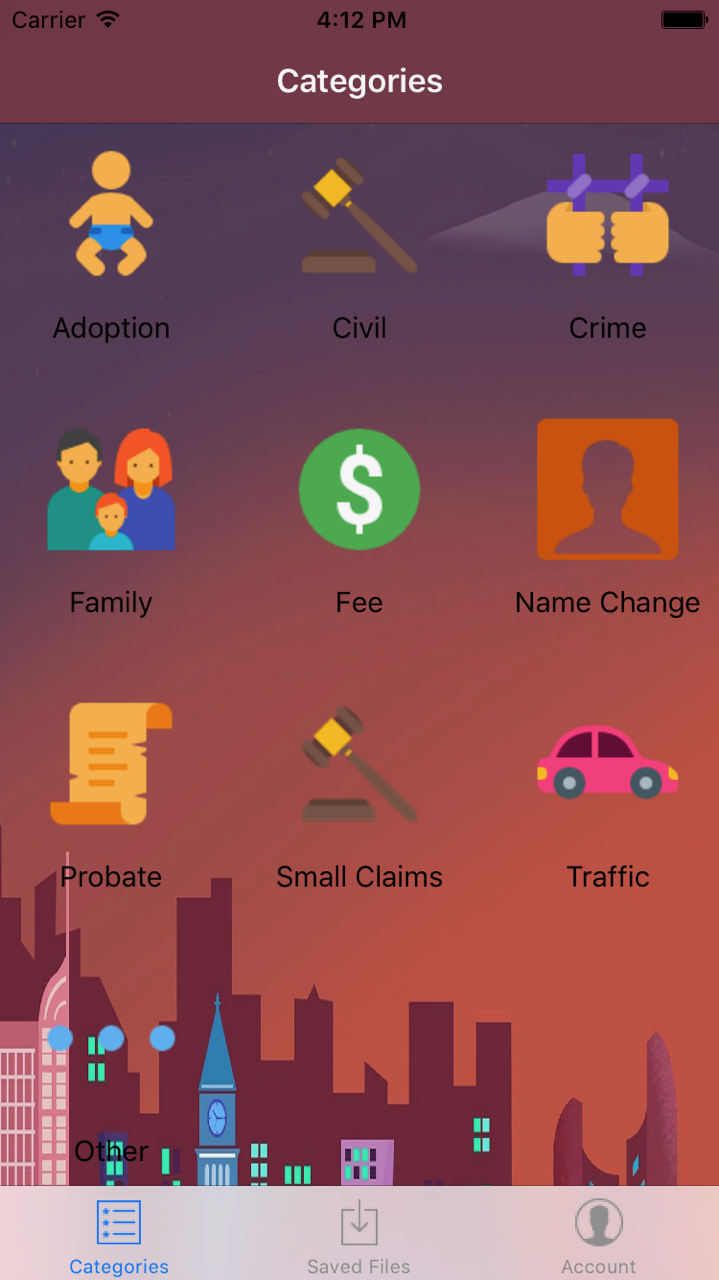 Carrier 4:12 PM
Categories
Adoption Civil Crime
$
Family Fee Name Change
Probate Small Claims Traffic
Other
Categories Saved Files Account